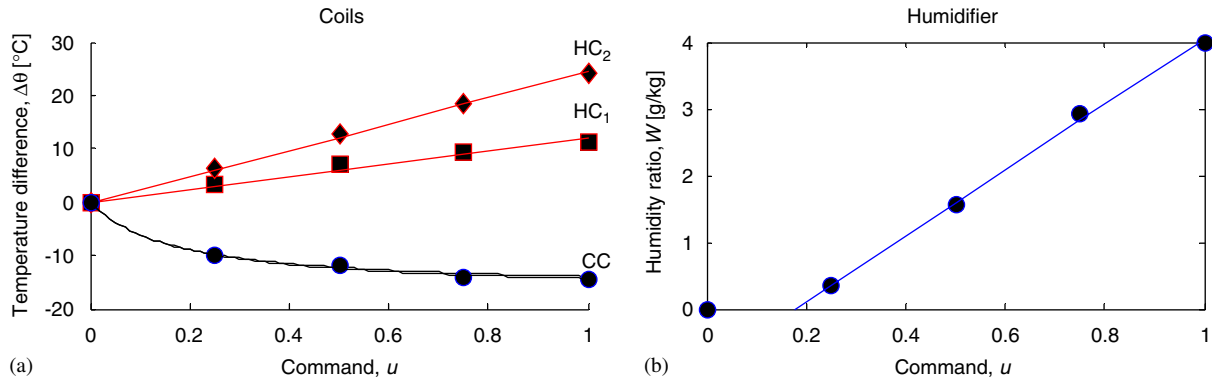 Coils
30
20
10
0
-10
-20
Temperature difference, Δθ [°C]
HC2
HC1
CC
0
0.2
0.4
0.6
0.8
1
Command, u
(a)
Humidifier
4
3
2
1
0
Humidity ratio, W [g/kg]
0
0.2
0.4
0.6
0.8
1
Command, u
(b)